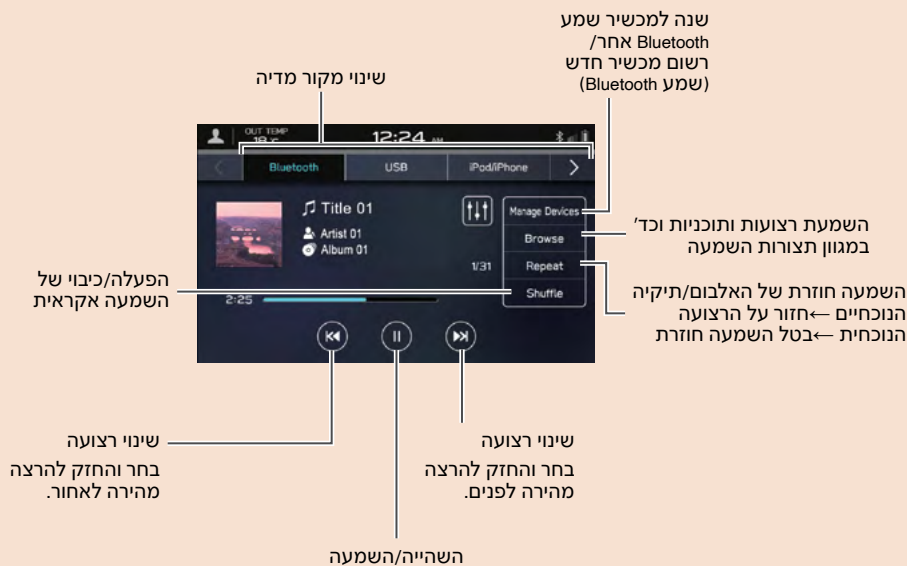 שנה למכשיר שמע
Bluetooth אחר/
רשום מכשיר חדש
(שמע Bluetooth)
שינוי מקור מדיה
OUT TEMP
18 °C
12:24 AM
Bluetooth
USB
iPod/iPhone
Title 01
Artist 01
Album 01
1/31
2:25
Manage Devices
Browse
Repeat
Shuffle
השמעת רצועות ותוכניות וכד'
במגוון תצורות השמעה
השמעה חוזרת של האלבום/תיקיה
הנוכחיים ←חזור על הרצועה
הנוכחית ←בטל השמעה חוזרת
הפעלה/כיבוי של
השמעה אקראית
שינוי רצועה
בחר והחזק להרצה
מהירה לפנים.
שינוי רצועה
בחר והחזק להרצה
מהירה לאחור.
השהייה/השמעה